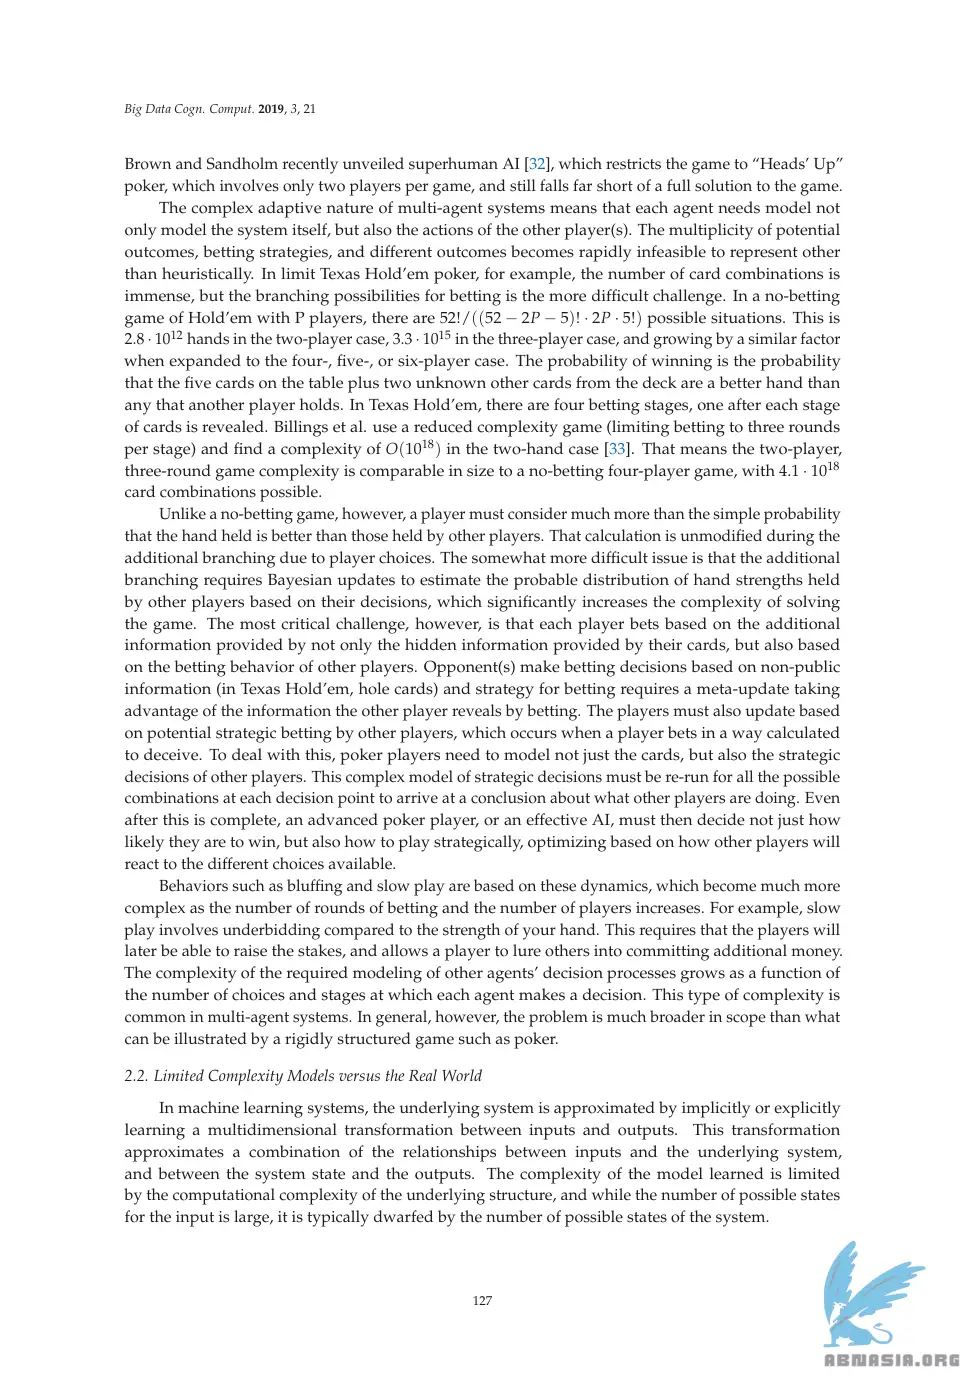 Big Data Cogn. Comput. 2019, 3, 21
Brown and Sandholm recently unveiled superhuman AI [32], which restricts the game to “Heads’ Up”
poker, which involves only two players per game, and still falls far short of a full solution to the game.
The complex adaptive nature of multi-agent systems means that each agent needs model not
only model the system itself, but also the actions of the other player(s). The multiplicity of potential
outcomes, betting strategies, and different outcomes becomes rapidly infeasible to represent other
than heuristically. In limit Texas Hold’em poker, for example, the number of card combinations is
immense, but the branching possibilities for betting is the more difficult challenge. In a no-betting
game of Hold’em with P players, there are 52!/((52 − 2P − 5)! · 2P · 5!) possible situations. This is
2.8 · 10¹² hands in the two-player case, 3.3 · 10¹⁵ in the three-player case, and growing by a similar factor
when expanded to the four-, five-, or six-player case. The probability of winning is the probability
that the five cards on the table plus two unknown other cards from the deck are a better hand than
any that another player holds. In Texas Hold’em, there are four betting stages, one after each stage
of cards is revealed. Billings et al. use a reduced complexity game (limiting betting to three rounds
per stage) and find a complexity of O(10¹⁸) in the two-hand case [33]. That means the two-player,
three-round game complexity is comparable in size to a no-betting four-player game, with 4.1 · 10¹⁸
card combinations possible.
Unlike a no-betting game, however, a player must consider much more than the simple probability
that the hand held is better than those held by other players. That calculation is unmodified during the
additional branching due to player choices. The somewhat more difficult issue is that the additional
branching requires Bayesian updates to estimate the probable distribution of hand strengths held
by other players based on their decisions, which significantly increases the complexity of solving
the game. The most critical challenge, however, is that each player bets based on the additional
information provided by not only the hidden information provided by their cards, but also based
on the betting behavior of other players. Opponent(s) make betting decisions based on non-public
information (in Texas Hold’em, hole cards) and strategy for betting requires a meta-update taking
advantage of the information the other player reveals by betting. The players must also update based
on potential strategic betting by other players, which occurs when a player bets in a way calculated
to deceive. To deal with this, poker players need to model not just the cards, but also the strategic
decisions of other players. This complex model of strategic decisions must be re-run for all the possible
combinations at each decision point to arrive at a conclusion about what other players are doing. Even
after this is complete, an advanced poker player, or an effective AI, must then decide not just how
likely they are to win, but also how to play strategically, optimizing based on how other players will
react to the different choices available.
Behaviors such as bluffing and slow play are based on these dynamics, which become much more
complex as the number of rounds of betting and the number of players increases. For example, slow
play involves underbidding compared to the strength of your hand. This requires that the players will
later be able to raise the stakes, and allows a player to lure others into committing additional money.
The complexity of the required modeling of other agents’ decision processes grows as a function of
the number of choices and stages at which each agent makes a decision. This type of complexity is
common in multi-agent systems. In general, however, the problem is much broader in scope than what
can be illustrated by a rigidly structured game such as poker.
2.2. Limited Complexity Models versus the Real World
In machine learning systems, the underlying system is approximated by implicitly or explicitly
learning a multidimensional transformation between inputs and outputs. This transformation
approximates a combination of the relationships between inputs and the underlying system,
and between the system state and the outputs. The complexity of the model learned is limited
by the computational complexity of the underlying structure, and while the number of possible states
for the input is large, it is typically dwarfed by the number of possible states of the system.
127
ABNASIA.ORG